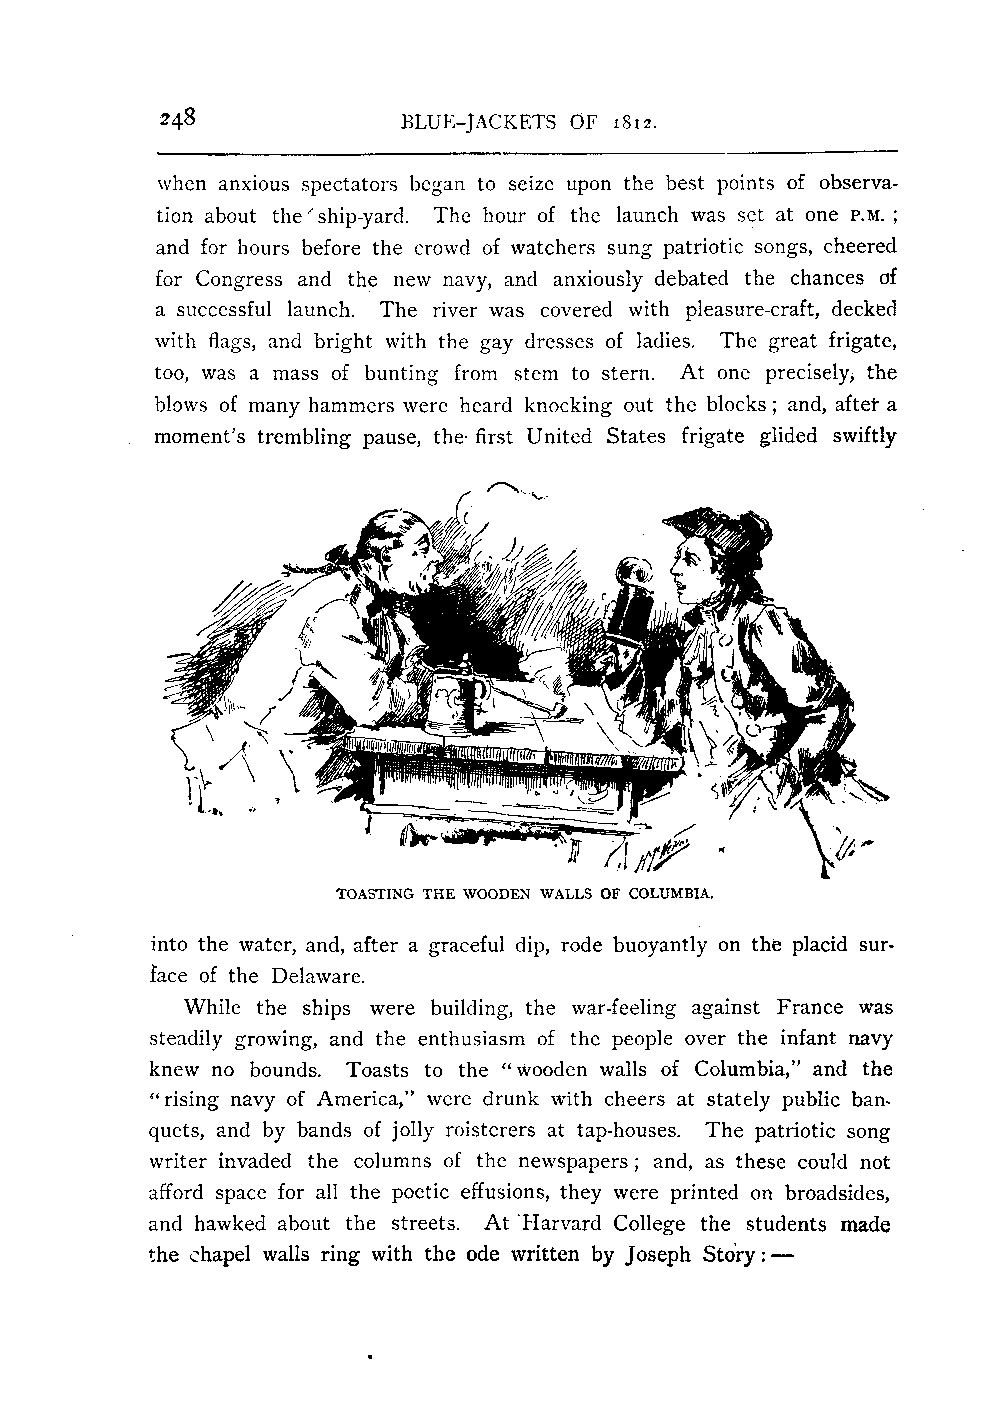 248
BLUE-JACKETS OF 1812.
when anxious spectators began to seize upon the best points of observa-
tion about the ship-yard. The hour of the launch was set at one P.M. ;
and for hours before the crowd of watchers sung patriotic songs, cheered
for Congress and the new navy, and anxiously debated the chances of
a successful launch. The river was covered with pleasure-craft, decked
with flags, and bright with the gay dresses of ladies. The great frigate,
too, was a mass of bunting from stem to stern. At one precisely, the
blows of many hammers were heard knocking out the blocks ; and, after a
moment's trembling pause, the first United States frigate glided swiftly
TOASTING THE WOODEN WALLS OF COLUMBIA.
into the water, and, after a graceful dip, rode buoyantly on the placid sur-
face of the Delaware.
While the ships were building, the war-feeling against France was
steadily growing, and the enthusiasm of the people over the infant navy
knew no bounds. Toasts to the "wooden walls of Columbia," and the
"rising navy of America," were drunk with cheers at stately public ban-
quets, and by bands of jolly roisterers at tap-houses. The patriotic song
writer invaded the columns of the newspapers ; and, as these could not
afford space for all the poetic effusions, they were printed on broadsides,
and hawked about the streets. At Harvard College the students made
the chapel walls ring with the ode written by Joseph Story : —